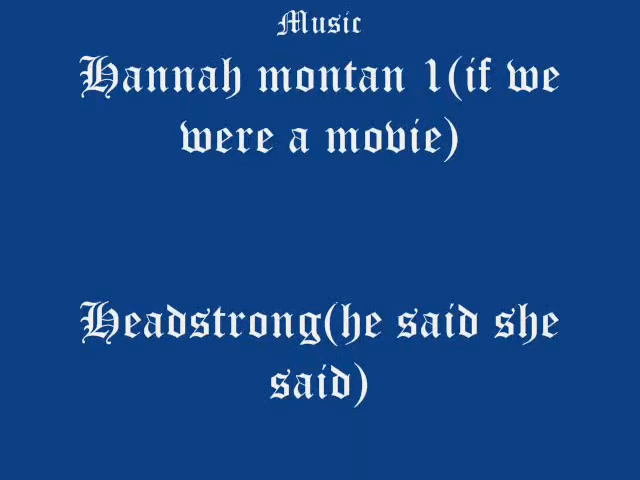 Music
Hannah montan 1(if we
were a movie)
Headstrong(he said she
said)